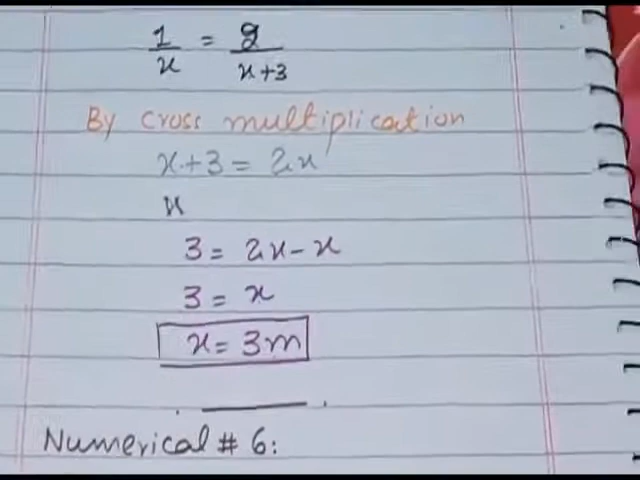 1/x = 2/x+3
By cross multiplication
x+3 = 2x
x
3 = 2x - x
3 = x
x = 3m
Numerical # 6: